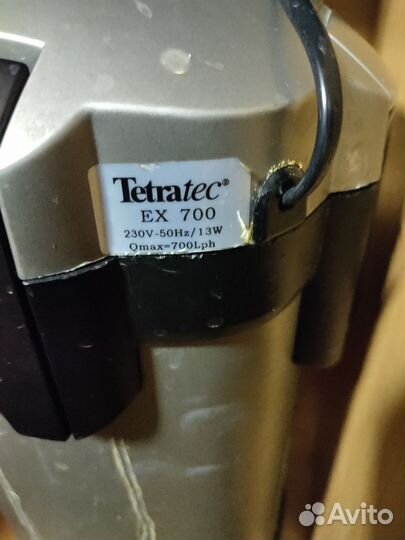 Tetratec®
EX 700
230V~50Hz/13W
Qmax=700Lph
Avito